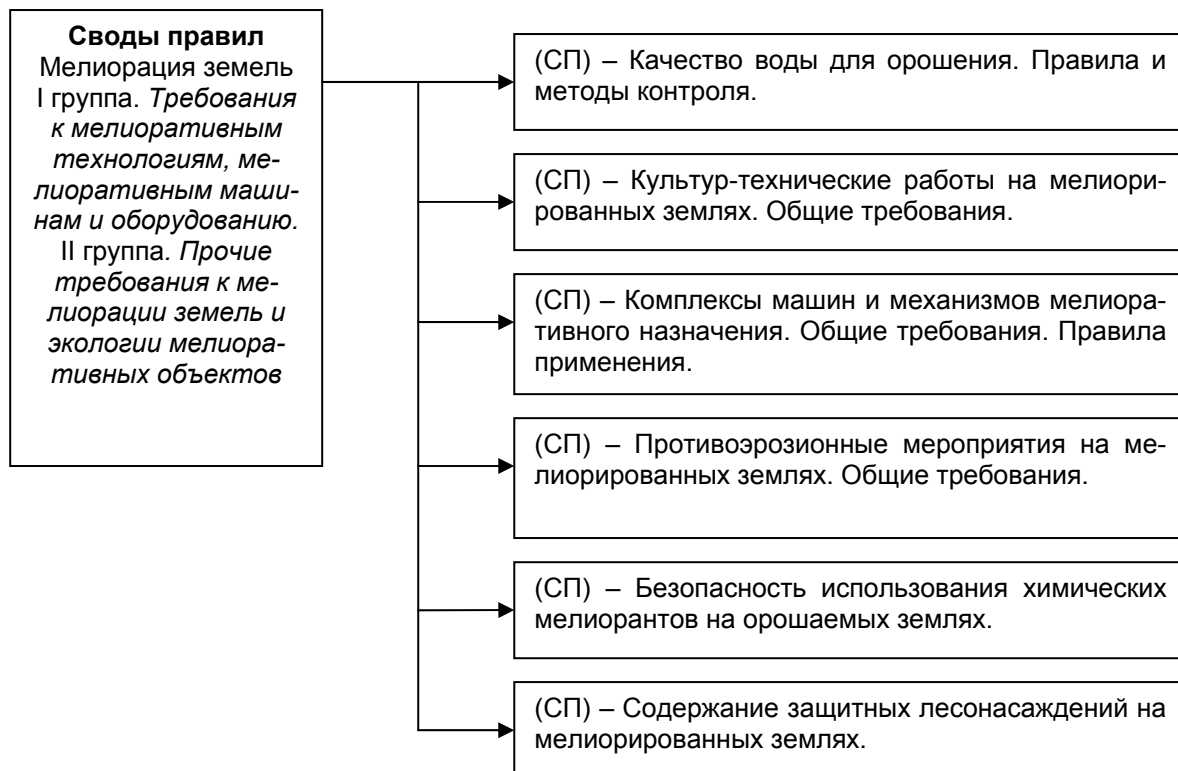 Своды правил
Мелиорация земель
I группа. Требования
к мелиоративным
технологиям, ме-
лиоративным маши-
нам и оборудованию.
II группа. Прочие
требования к ме-
лиорации земель и
экологии мелиора-
тивных объектов
(СП) – Качество воды для орошения. Правила и
методы контроля.
(СП) – Культур-технические работы на мелиори-
рованных землях. Общие требования.
(СП) – Комплексы машин и механизмов мелиора-
тивного назначения. Общие требования. Правила
применения.
(СП) – Противоэрозионные мероприятия на ме-
лиорированных землях. Общие требования.
(СП) – Безопасность использования химических
мелиорантов на орошаемых землях.
(СП) – Содержание защитных лесонасаждений на
мелиорированных землях.